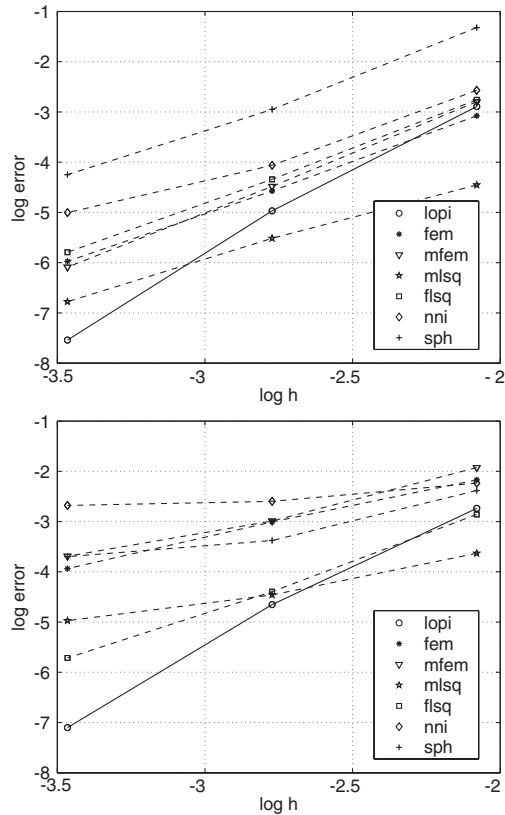 -1
-2
-3
-4
-5
-6
-7
-8
log error
-3.5
-3
-2.5
- 2
log h
lopi
fem
mfem
mlsq
flsq
nni
sph
-1
-2
-3
-4
-5
-6
-7
-8
log error
-3.5
-3
-2.5
-2
log h
lopi
fem
mfem
mlsq
flsq
nni
sph